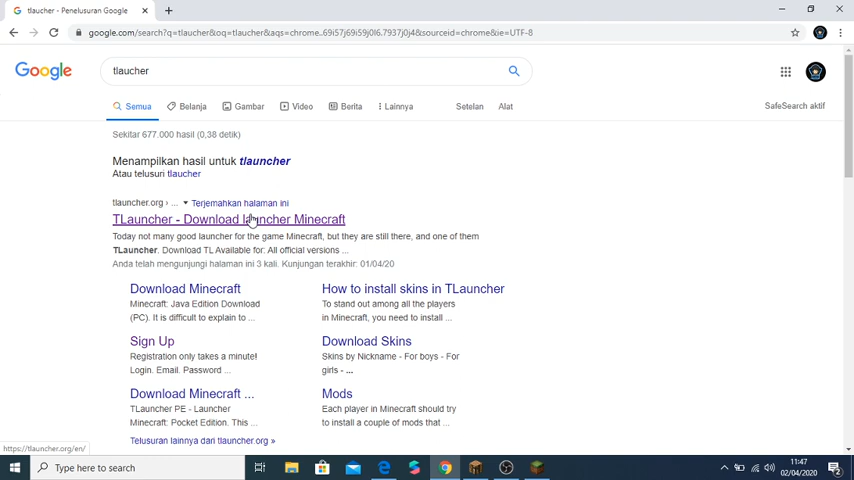 tlaucher - Penelusuran Google
google.com/search?q=tlaucher&oq=tlaucher&aqs=chrome..69i57j69i59j0l6.7937j0j4&sourceid=chrome&ie=UTF-8
Google
tlaucher
Semua Belanja Gambar Video Berita Lainnya Setelan Alat SafeSearch aktif
Sekitar 677.000 hasil (0,38 detik)
Menampilkan hasil untuk tlauncher
Atau telusuri tlaucher
tlauncher.org › ... Terjemahkan halaman ini
TLauncher - Download launcher Minecraft
Today not many good launcher for the game Minecraft, but they are still there, and one of them
TLauncher. Download TL Available for: All official versions ...
Anda telah mengunjungi halaman ini 3 kali. Kunjungan terakhir: 01/04/20
Download Minecraft
Minecraft: Java Edition Download
(PC). It is difficult to explain to ...
How to install skins in TLauncher
To stand out among all the players
in Minecraft, you need to install ...
Sign Up
Registration only takes a minute!
Login. Email. Password ...
Download Skins
Skins by Nickname - For boys - For
girls - ...
Download Minecraft ...
TLauncher PE - Launcher
Minecraft: Pocket Edition. This ...
Mods
Each player in Minecraft should try
to install a couple of mods that ...
Telusuran lainnya dari tlauncher.org »
https://tlauncher.org/en/
Type here to search
11:47
02/04/2020
2